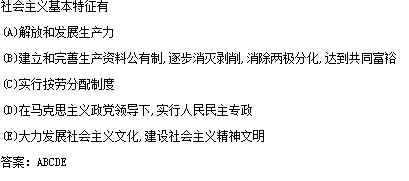 社会主义基本特征有
(A)解放和发展生产力
(B)建立和完善生产资料公有制,逐步消灭剥削,消除两极分化,达到共同富裕
(C)实行按劳分配制度
(D)在马克思主义政党领导下,实行人民民主专政
(E)大力发展社会主义文化,建设社会主义精神文明
答案: ABCDE